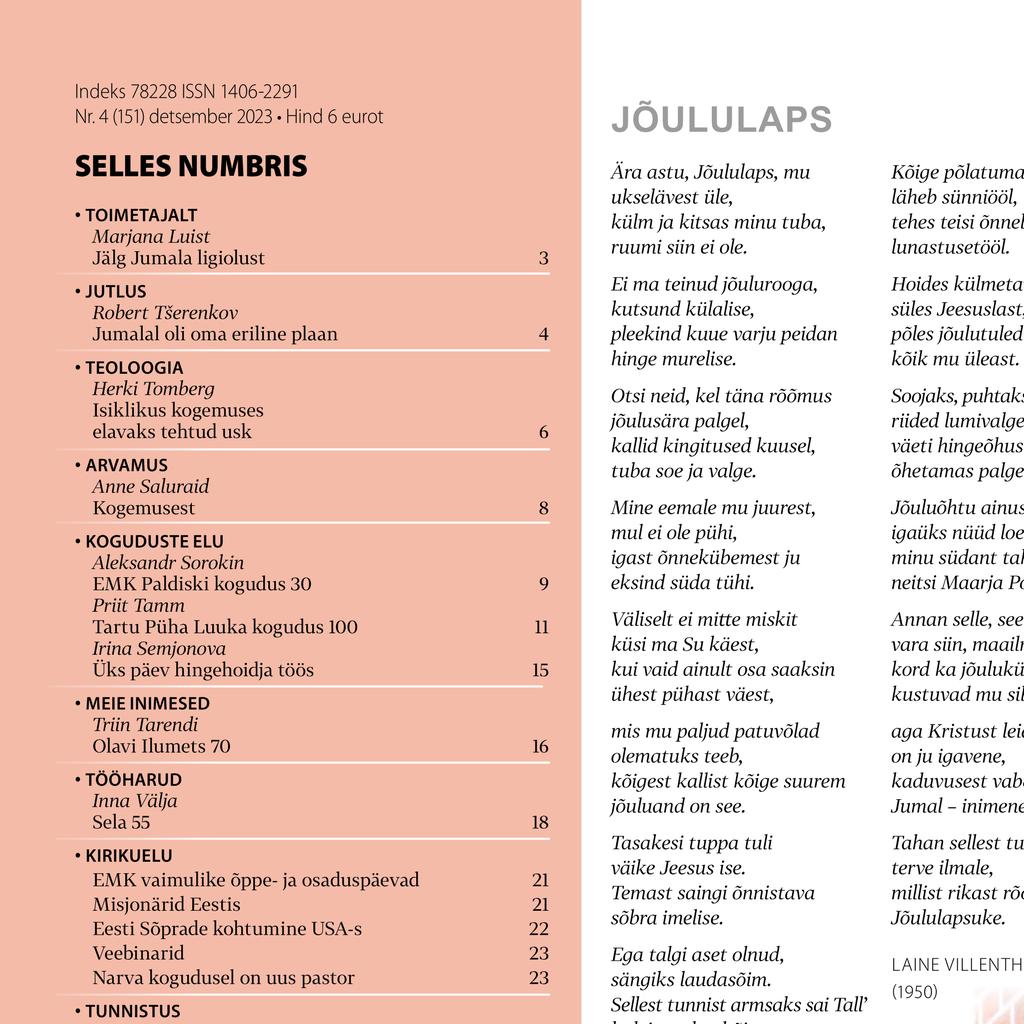 Indeks 78228 ISSN 1406-2291
Nr. 4 (151) detsember 2023 • Hind 6 eurot
SELLES NUMBRIS
• TOIMETAJALT
Marjana Luist
Jälg Jumala ligiolust 3
• JUTLUS
Robert Tšerenkov
Jumalal oli oma eriline plaan 4
• TEOLOOGIA
Herki Tomberg
Isiklikus kogemuses
elavaks tehtud usk 6
• ARVAMUS
Anne Saluraid
Kogemusest 8
• KOGUDUSTE ELU
Aleksandr Sorokin
EMK Paldiski kogudus 30 9
Priit Tamm
Tartu Püha Luuka kogudus 100 11
Irina Semjonova
Üks päev hingehoidja töös 15
• MEIE INIMESED
Triin Tarendi
Olavi Ilumets 70 16
• TÖÖHARUD
Inna Välja
Sela 55 18
• KIRIKUELU
EMK vaimulike õppe- ja osaduspäevad 21
Misjonärid Eestis 21
Eesti Sõprade kohtumine USA-s 22
Veebinarid 23
Narva kogudusel on uus pastor 23
• TUNNISTUS
JÕULULAPS
Ära astu, Jõululaps, mu
ukselävest üle,
külm ja kitsas minu tuba,
ruumi siin ei ole.
Ei ma teinud jõulurooga,
kutsund külalise,
pleekind kuue varju peidan
hinge murelise.
Otsi neid, kel täna rõõmus
jõulusära palgel,
kallid kingitused kuusel,
tuba soe ja valge.
Mine eemale mu juurest,
mul ei ole pühi,
igast õnnekübemest ju
eksind süda tühi.
Väliselt ei mitte miskit
küsi ma Su käest,
kui vaid ainult osa saaksin
ühest pühast väest,
mis mu paljud patuvõlad
olematuks teeb,
kõigest kallist kõige suurem
jõuluand on see.
Tasakesi tuppa tuli
väike Jeesus ise.
Temast saingi õnnistava
sõbra imelise.
Ega talgi aset olnud,
sängiks laudasõim.
Sellest tunnist armsaks sai Tall’
Kõige põlatuma
läheb sünniööl,
tehes teisi õnnel
lunastusetööl.
Hoides külmeta
süles Jeesuslast,
põles jõulutuled
kõik mu üleast.
Soojaks, puhtaks
riided lumivalge
väeti hingeõhus
õhetamas palge
Jõuluõhtu ainus
igaüks nüüd loe
minu südant tah
neitsi Maarja Po
Annan selle, see
vara siin, maailm
kord ka jõulukü
kustuvad mu sil
aga Kristust lei
on ju igavene,
kaduvusest vab
Jumal – inimene
Tahan sellest tu
terve ilmale,
millist rikast rõ
Jõululapsuke.
LAINE VILLENTH
(1950)